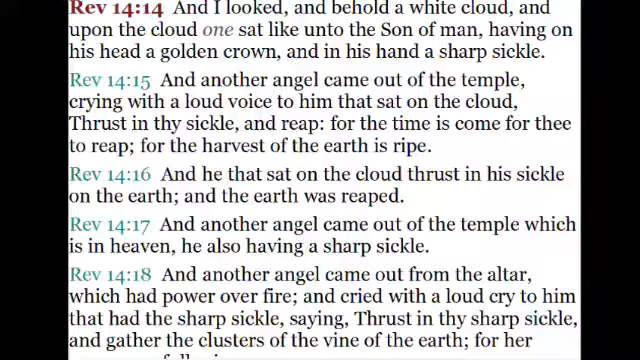 Rev 14:14 And I looked, and behold a white cloud, and
upon the cloud one sat like unto the Son of man, having on
his head a golden crown, and in his hand a sharp sickle.
Rev 14:15 And another angel came out of the temple,
crying with a loud voice to him that sat on the cloud,
Thrust in thy sickle, and reap: for the time is come for thee
to reap; for the harvest of the earth is ripe.
Rev 14:16 And he that sat on the cloud thrust in his sickle
on the earth; and the earth was reaped.
Rev 14:17 And another angel came out of the temple which
is in heaven, he also having a sharp sickle.
Rev 14:18 And another angel came out from the altar,
which had power over fire; and cried with a loud cry to him
that had the sharp sickle, saying, Thrust in thy sharp sickle,
and gather the clusters of the vine of the earth; for her